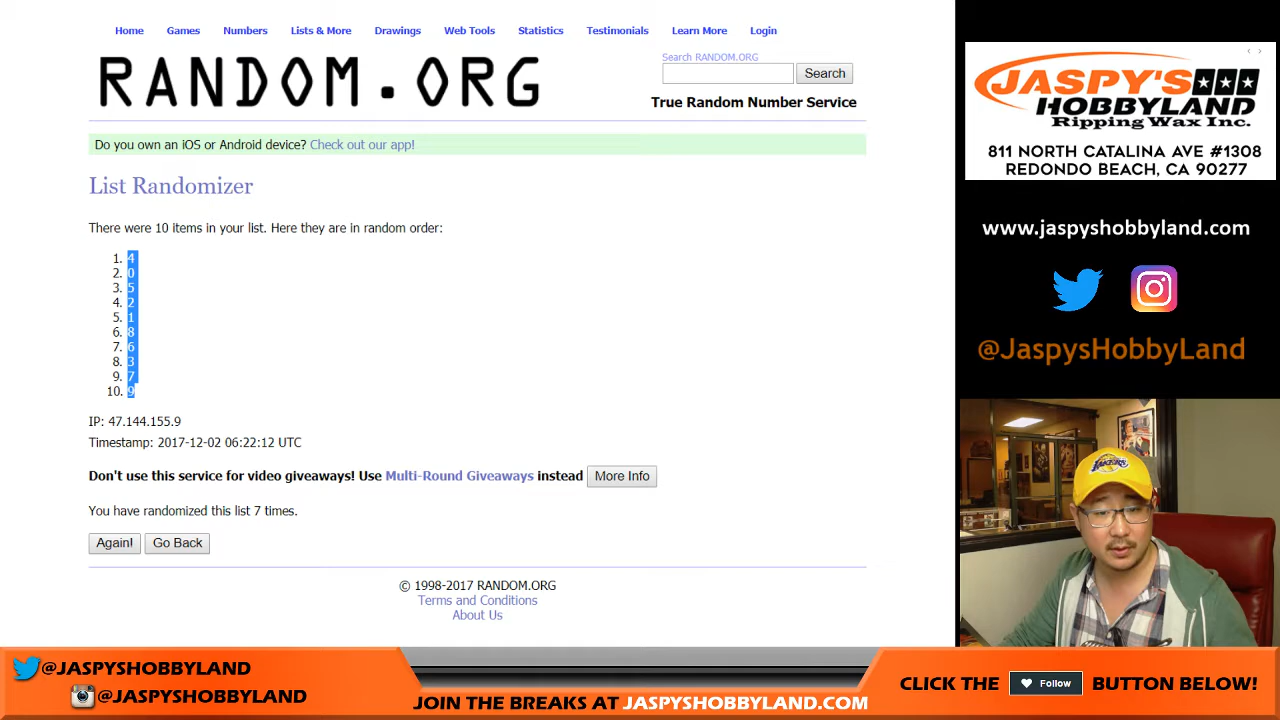 Home Games Numbers Lists & More Drawings Web Tools Statistics Testimonials Learn More Login
RANDOM.ORG
Search RANDOM.ORG
Search
True Random Number Service
Do you own an iOS or Android device? Check out our app!
List Randomizer
There were 10 items in your list. Here they are in random order:
1. 4
2. 0
3. 5
4. 2
5. 1
6. 8
7. 6
8. 3
9. 7
10. 9
IP: 47.144.155.9
Timestamp: 2017-12-02 06:22:12 UTC
Don't use this service for video giveaways! Use Multi-Round Giveaways instead More Info
You have randomized this list 7 times.
Again! Go Back
© 1998-2017 RANDOM.ORG
Terms and Conditions
About Us
JASPY'S
HOBBYLAND
Ripping Wax Inc.
811 NORTH CATALINA AVE #1308
REDONDO BEACH, CA 90277
www.jaspyshobbyland.com
@JaspysHobbyLand
LAKERS
@JASPYSHOBBYLAND
@JASPYSHOBBYLAND
JOIN THE BREAKS AT JASPYSHOBBYLAND.COM
CLICK THE Follow BUTTON BELOW!